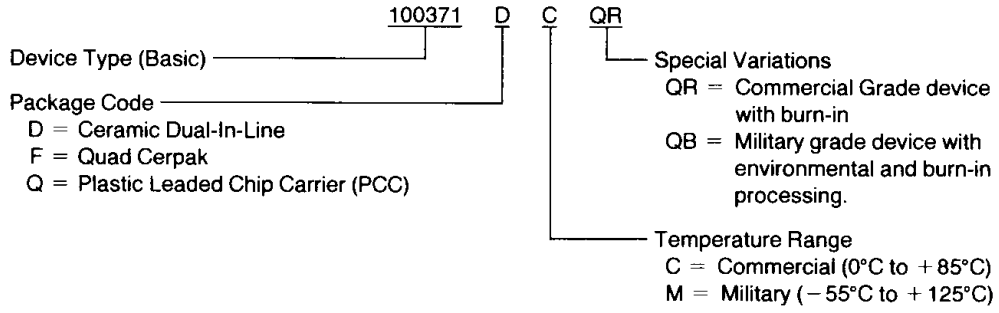 100371 D C QR
Device Type (Basic)
Package Code
D = Ceramic Dual-In-Line
F = Quad Cerpak
Q = Plastic Leaded Chip Carrier (PCC)
Special Variations
QR = Commercial Grade device
with burn-in
QB = Military grade device with
environmental and burn-in
processing.
Temperature Range
C = Commercial (0°C to +85°C)
M = Military (−55°C to +125°C)